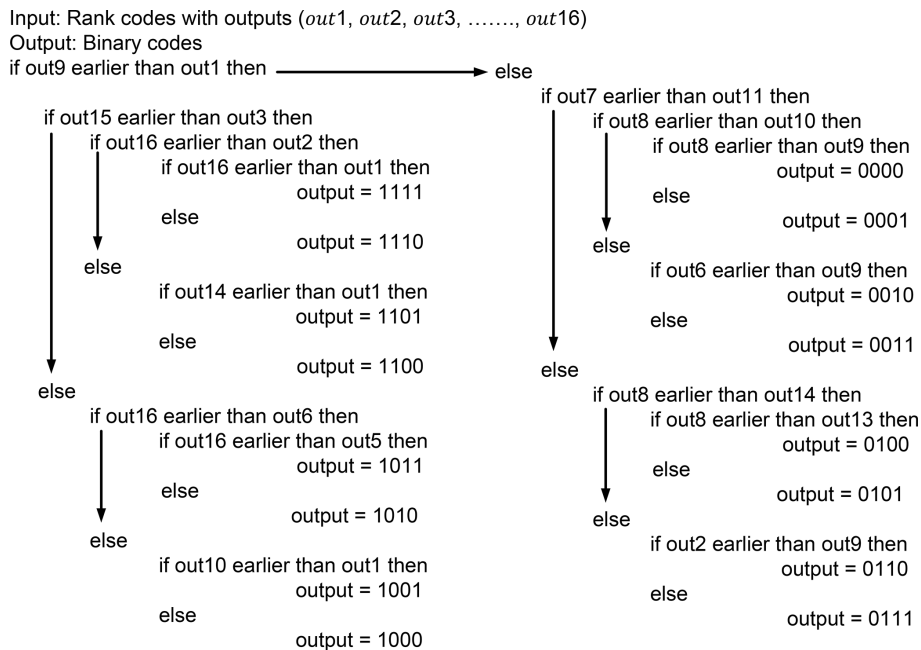 Input: Rank codes with outputs (out1, out2, out3, ……., out16)
Output: Binary codes
if out9 earlier than out1 then
if out15 earlier than out3 then
if out16 earlier than out2 then
if out16 earlier than out1 then
output = 1111
else
output = 1110
else
if out14 earlier than out1 then
output = 1101
else
output = 1100
else
if out16 earlier than out6 then
if out16 earlier than out5 then
output = 1011
else
output = 1010
else
if out10 earlier than out1 then
output = 1001
else
output = 1000
else
if out7 earlier than out11 then
if out8 earlier than out10 then
if out8 earlier than out9 then
output = 0000
else
output = 0001
else
if out6 earlier than out9 then
output = 0010
else
output = 0011
else
if out8 earlier than out14 then
if out8 earlier than out13 then
output = 0100
else
output = 0101
else
if out2 earlier than out9 then
output = 0110
else
output = 0111